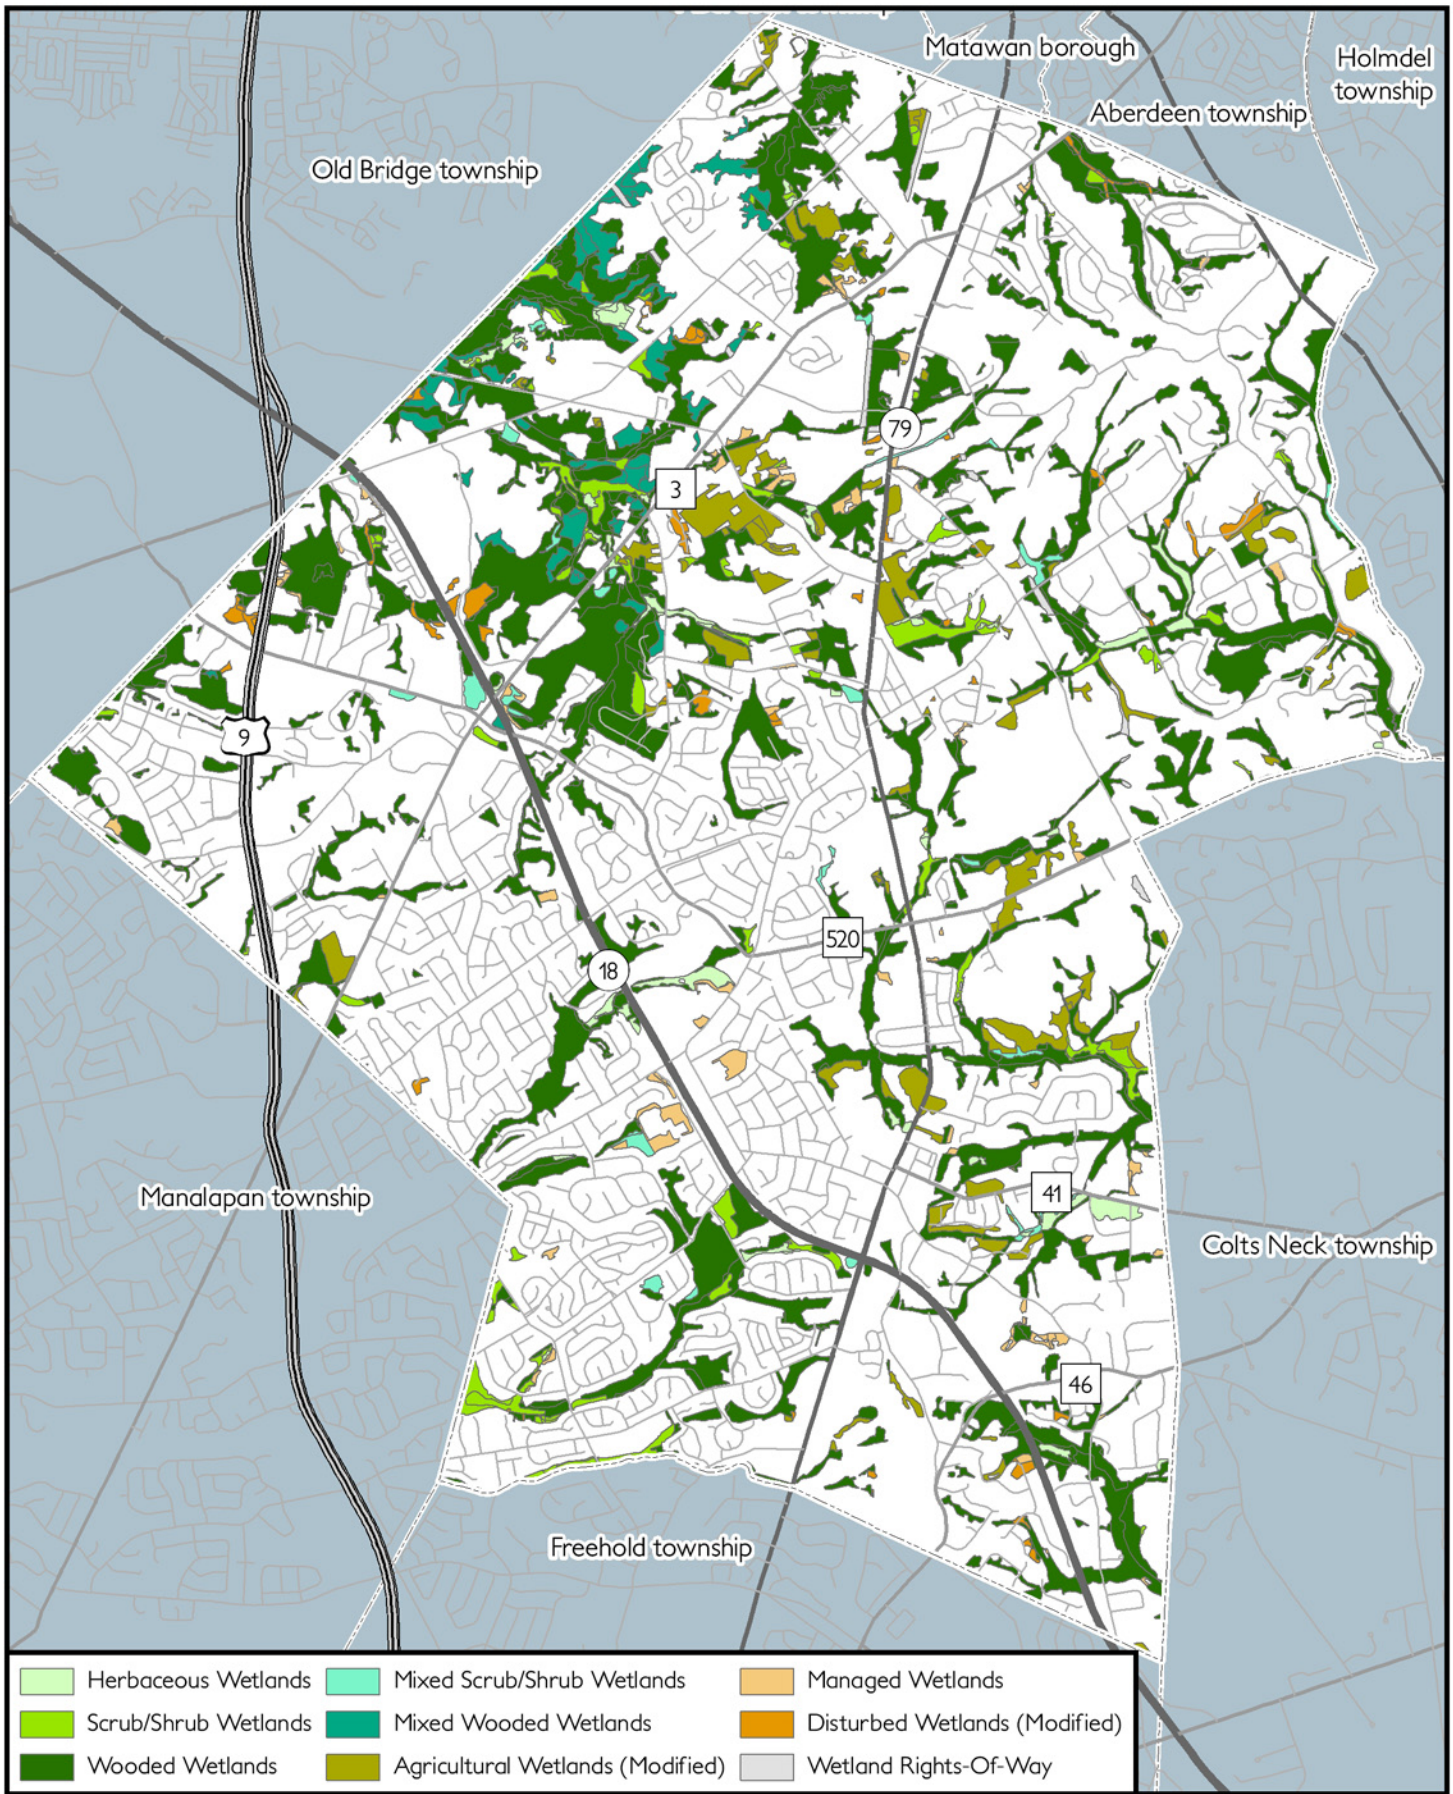 Matawan borough
Holmdel
township
Aberdeen township
Old Bridge township
79
3
9
520
18
Manalapan township
41
Colts Neck township
46
Freehold township
Herbaceous Wetlands
Scrub/Shrub Wetlands
Wooded Wetlands
Mixed Scrub/Shrub Wetlands
Mixed Wooded Wetlands
Agricultural Wetlands (Modified)
Managed Wetlands
Disturbed Wetlands (Modified)
Wetland Rights-Of-Way